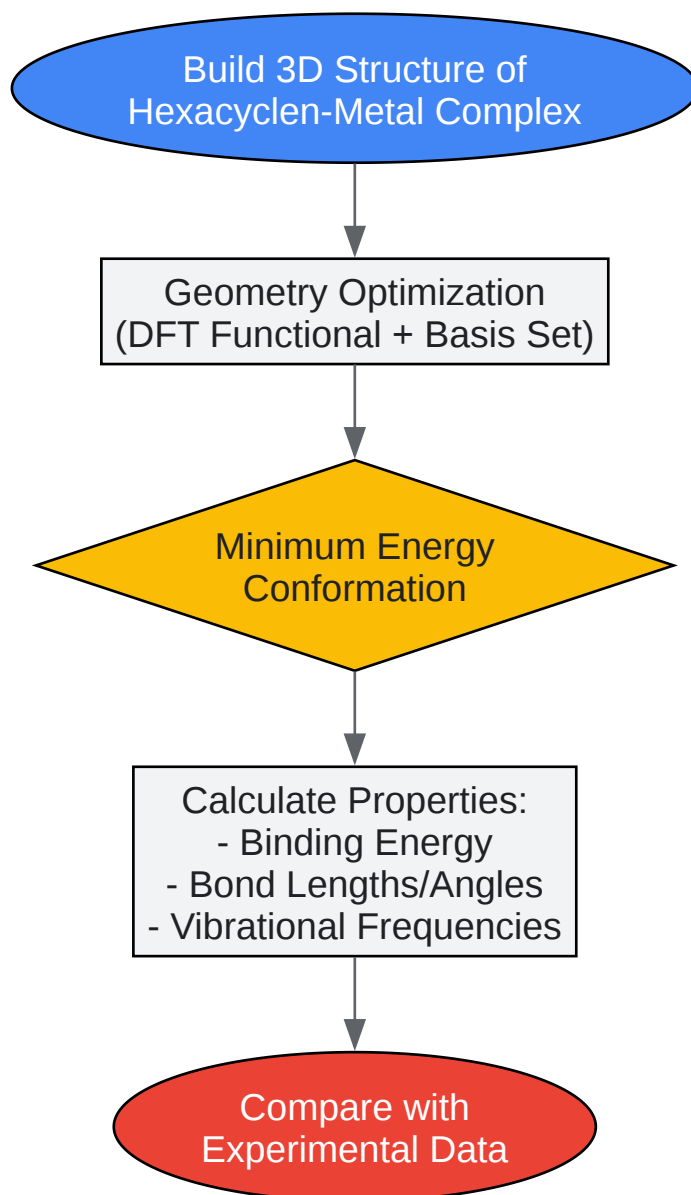 Build 3D Structure of
Hexacyclen-Metal Complex
Geometry Optimization
(DFT Functional + Basis Set)
Minimum Energy
Conformation
Calculate Properties:
- Binding Energy
- Bond Lengths/Angles
- Vibrational Frequencies
Compare with
Experimental Data